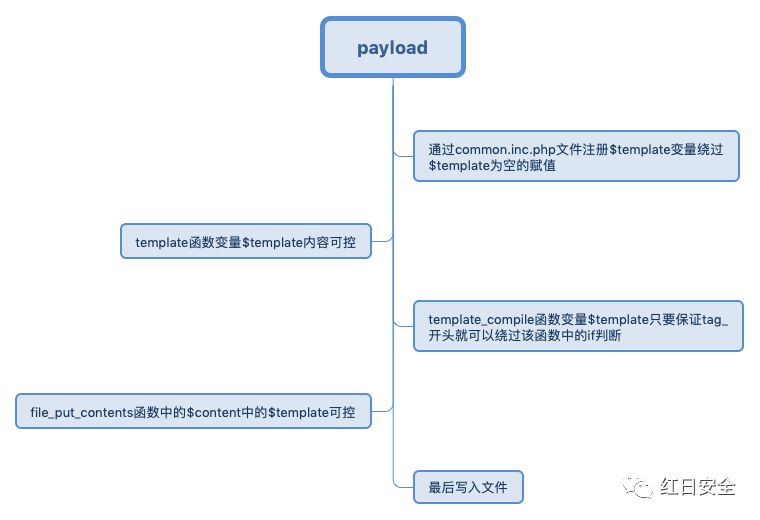 payload
通过common.inc.php文件注册$template变量绕过
$template为空的赋值
template函数变量$template内容可控
template_compile函数变量$template只要保证tag_
开头就可以绕过该函数中的if判断
file_put_contents函数中的$content中的$template可控
最后写入文件
红日安全